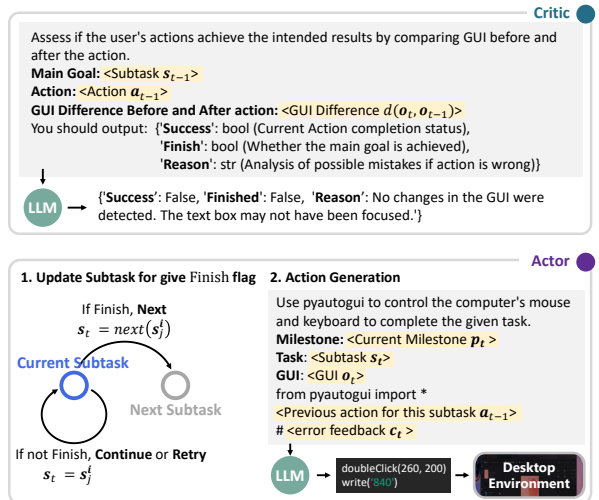 Critic
Assess if the user's actions achieve the intended results by comparing GUI before and
after the action.
Main Goal: <Subtask s_{t−1}>
Action: <Action a_{t−1}>
GUI Difference Before and After action: <GUI Difference d(o_t, o_{t−1})>
You should output: {'Success': bool (Current Action completion status),
'Finish': bool (Whether the main goal is achieved),
'Reason': str (Analysis of possible mistakes if action is wrong)}
LLM
{'Success': False, 'Finished': False, 'Reason': No changes in the GUI were
detected. The text box may not have been focused.'}
Actor
1. Update Subtask for give Finish flag
If Finish, Next
s_t = next(s_j^i)
Current Subtask
Next Subtask
If not Finish, Continue or Retry
s_t = s_j^i
2. Action Generation
Use pyautogui to control the computer's mouse
and keyboard to complete the given task.
Milestone: <Current Milestone p_t >
Task: <Subtask s_t>
GUI: <GUI o_t>
from pyautogui import *
<Previous action for this subtask a_{t−1}>
# <error feedback c_t >
LLM
doubleClick(260, 200)
write('840')
Desktop
Environment